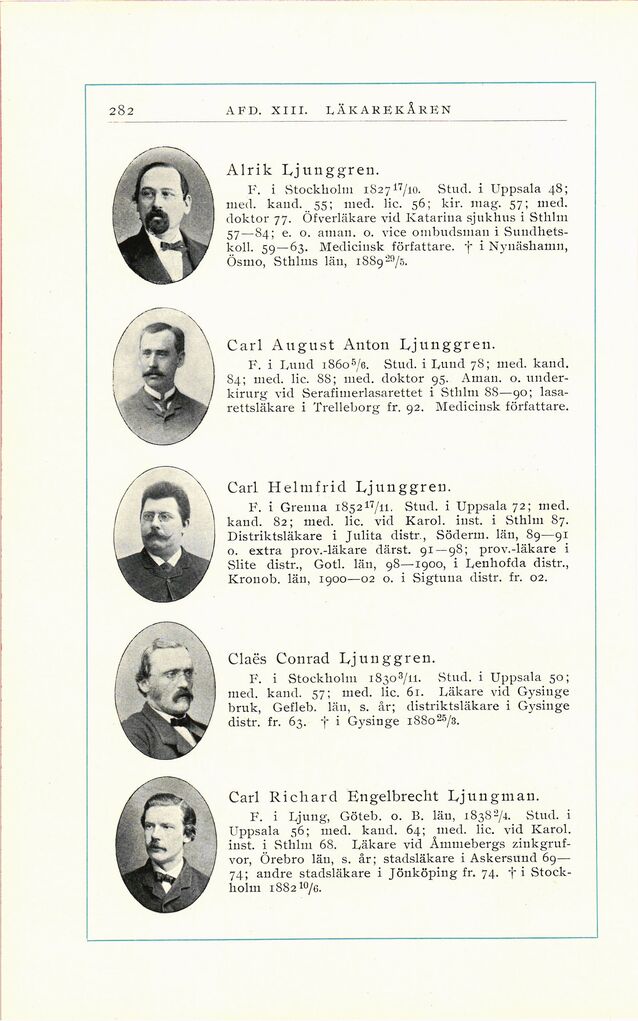 282 AFD. XIII. LÄKAREKÅREN
Alrik Ljunggren.
F. i Stockholm 1827 17/10. Stud. i Uppsala 48;
med. kand. 55; med. lic. 56; kir. mag. 57; med.
doktor 77. Öfverläkare vid Katarina sjukhus i Sthlm
57—84; e. o. aman. o. vice ombudsman i Sundhets-
koll. 59—63. Medicinsk författare. † i Nynäshamn,
Ösmo, Sthlms län, 1889 29/5.
Carl August Anton Ljunggren.
F. i Lund 1860 5/6. Stud. i Lund 78; med. kand.
84; med. lic. 88; med. doktor 95. Aman. o. under-
kirurg vid Serafimerlasarettet i Sthlm 88—90; lasa-
rettsläkare i Trelleborg fr. 92. Medicinsk författare.
Carl Helmfrid Ljunggren.
F. i Grenna 1852 17/11. Stud. i Uppsala 72; med.
kand. 82; med. lic. vid Karol. inst. i Sthlm 87.
Distriktsläkare i Julita distr., Söderm. län, 89—91
o. extra prov.-läkare därst. 91—98; prov.-läkare i
Slite distr., Gotl. län, 98—1900, i Lenhofda distr.,
Kronob. län, 1900—02 o. i Sigtuna distr. fr. 02.
Claës Conrad Ljunggren.
F. i Stockholm 1830 3/11. Stud. i Uppsala 50;
med. kand. 57; med. lic. 61. Läkare vid Gysinge
bruk, Gefleb. län, s. år; distriktsläkare i Gysinge
distr. fr. 63. † i Gysinge 1880 25/3.
Carl Richard Engelbrecht Ljungman.
F. i Ljung, Göteb. o. B. län, 1838 2/4. Stud. i
Uppsala 56; med. kand. 64; med. lic. vid Karol.
inst. i Sthlm 68. Läkare vid Åmmebergs zinkgruf-
vor, Örebro län, s. år; stadsläkare i Askersund 69—
74; andre stadsläkare i Jönköping fr. 74. † i Stock-
holm 1882 10/6.